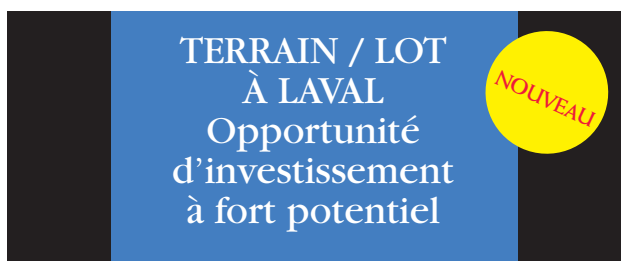 TERRAIN / LOT
À LAVAL
Opportunité
d’investissement
à fort potentiel
NOUVEAU